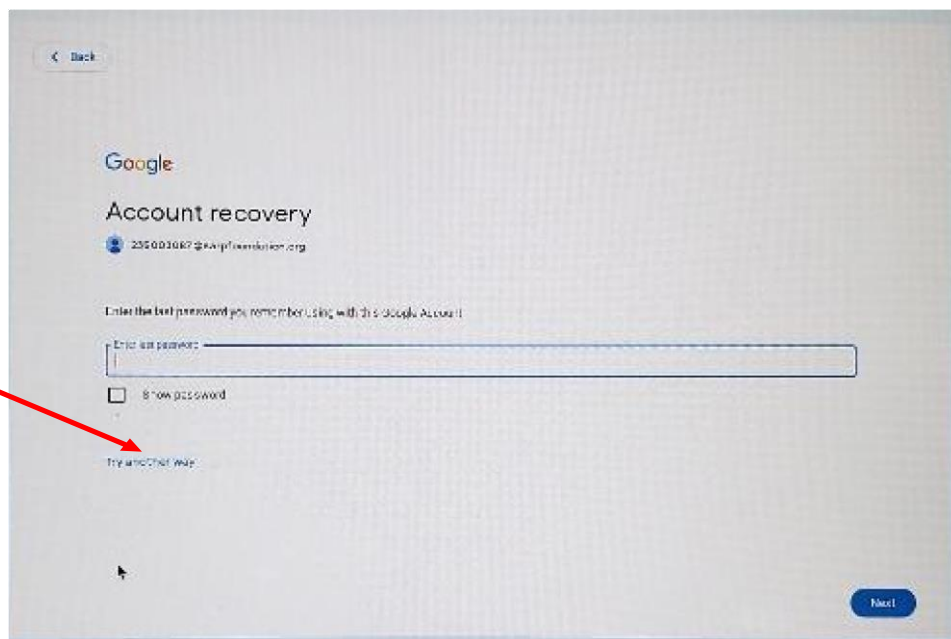 Back
Google
Account recovery
Enter the last password you remember using with this Google Account
Enter last password
Show password
Try another way
Next